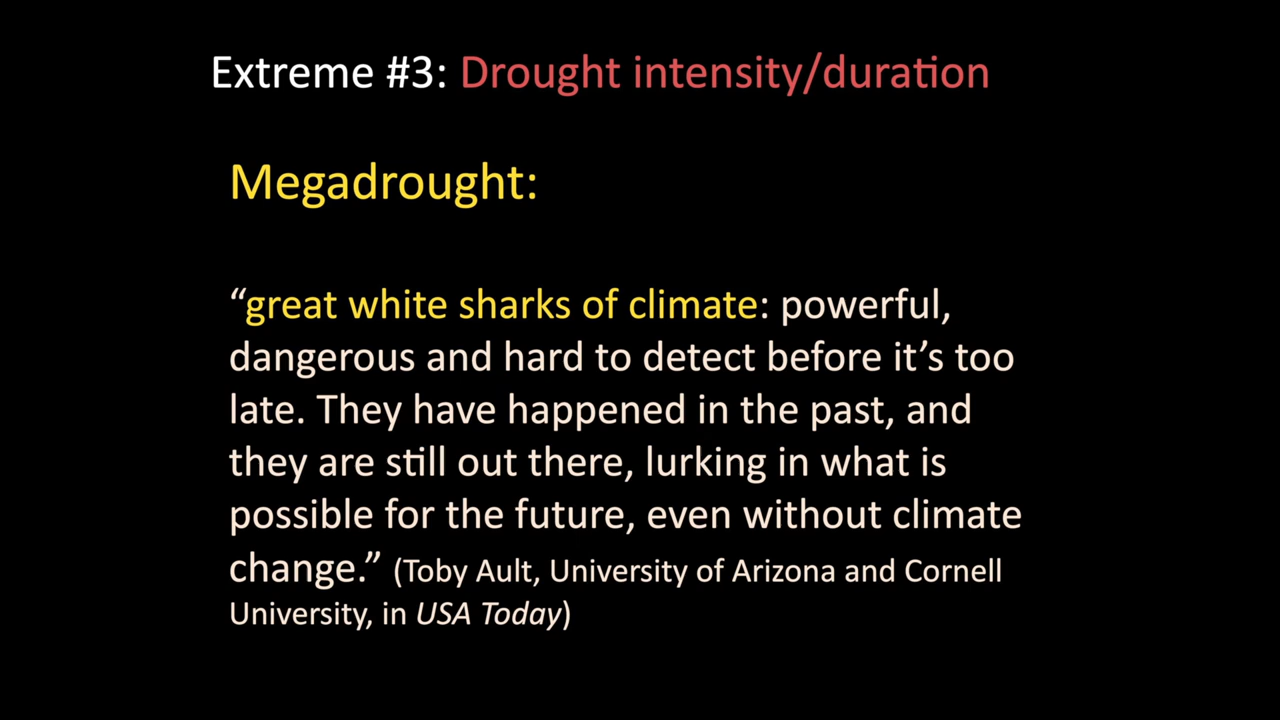 Extreme #3: Drought intensity/duration
Megadrought:
“great white sharks of climate: powerful,
dangerous and hard to detect before it’s too
late. They have happened in the past, and
they are still out there, lurking in what is
possible for the future, even without climate
change.” (Toby Ault, University of Arizona and Cornell
University, in USA Today)